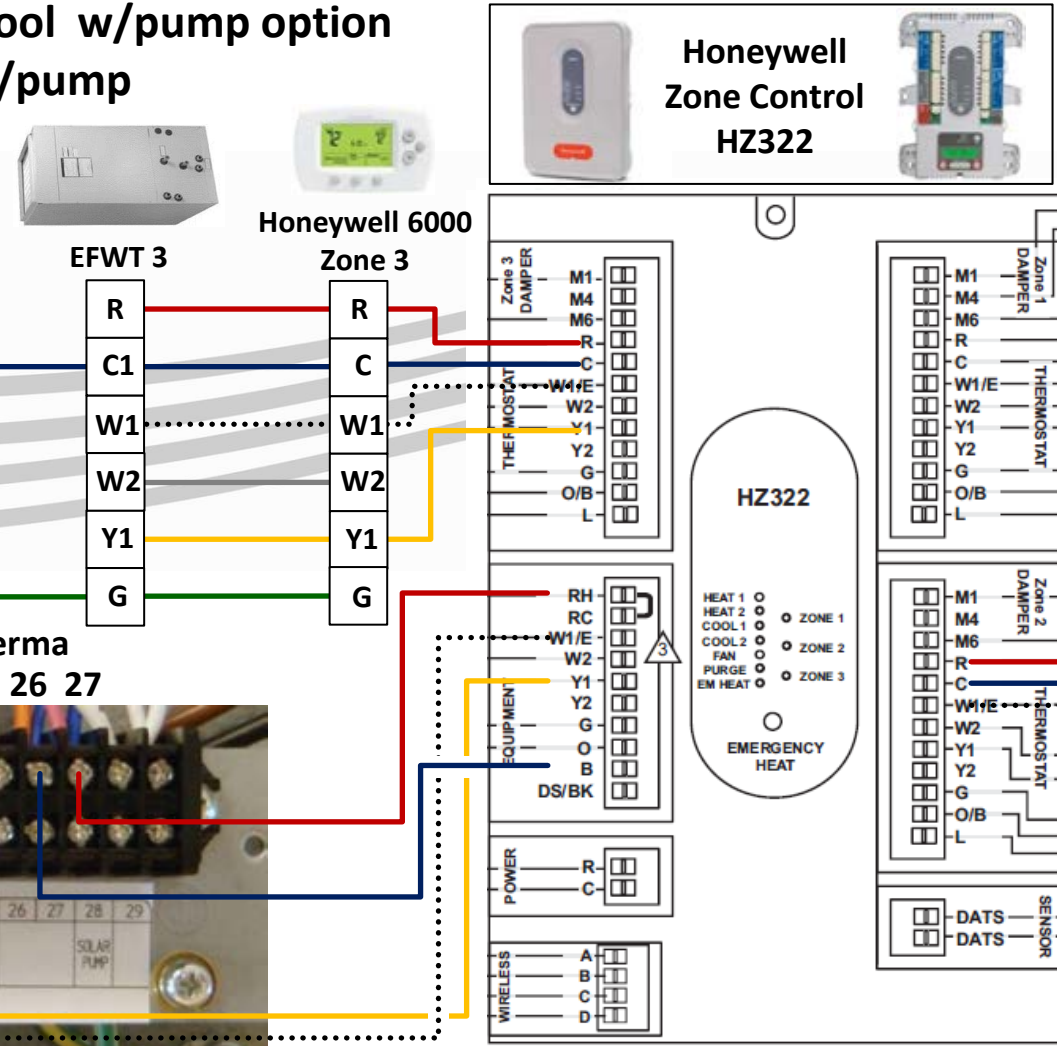 ool w/pump option
/pump
Honeywell
Zone Control
HZ322
Honeywell 6000
EFWT 3
Zone 3
R
C1
W1
W2
Y1
G
R
C
W1
W2
Y1
G
erma
26 27
26 27 28 29
SOLAR
PUMP
Zone 3
DAMPER
M1
M4
M6
THERMOSTAT
R
C
W1/E
W2
Y1
Y2
G
O/B
L
EQUIPMENT
RH
RC
W1/E
W2
Y1
Y2
G
O
B
DS/BK
3
POWER
R
C
WIRELESS
A
B
C
D
HZ322
HEAT 1
HEAT 2
COOL 1
COOL 2
FAN
PURGE
EM HEAT
ZONE 1
ZONE 2
ZONE 3
EMERGENCY
HEAT
Zone 1
DAMPER
M1
M4
M6
THERMOSTAT
R
C
W1/E
W2
Y1
Y2
G
O/B
L
Zone 2
DAMPER
M1
M4
M6
THERMOSTAT
R
C
W1/E
W2
Y1
Y2
G
O/B
L
SENSOR
DATS
DATS